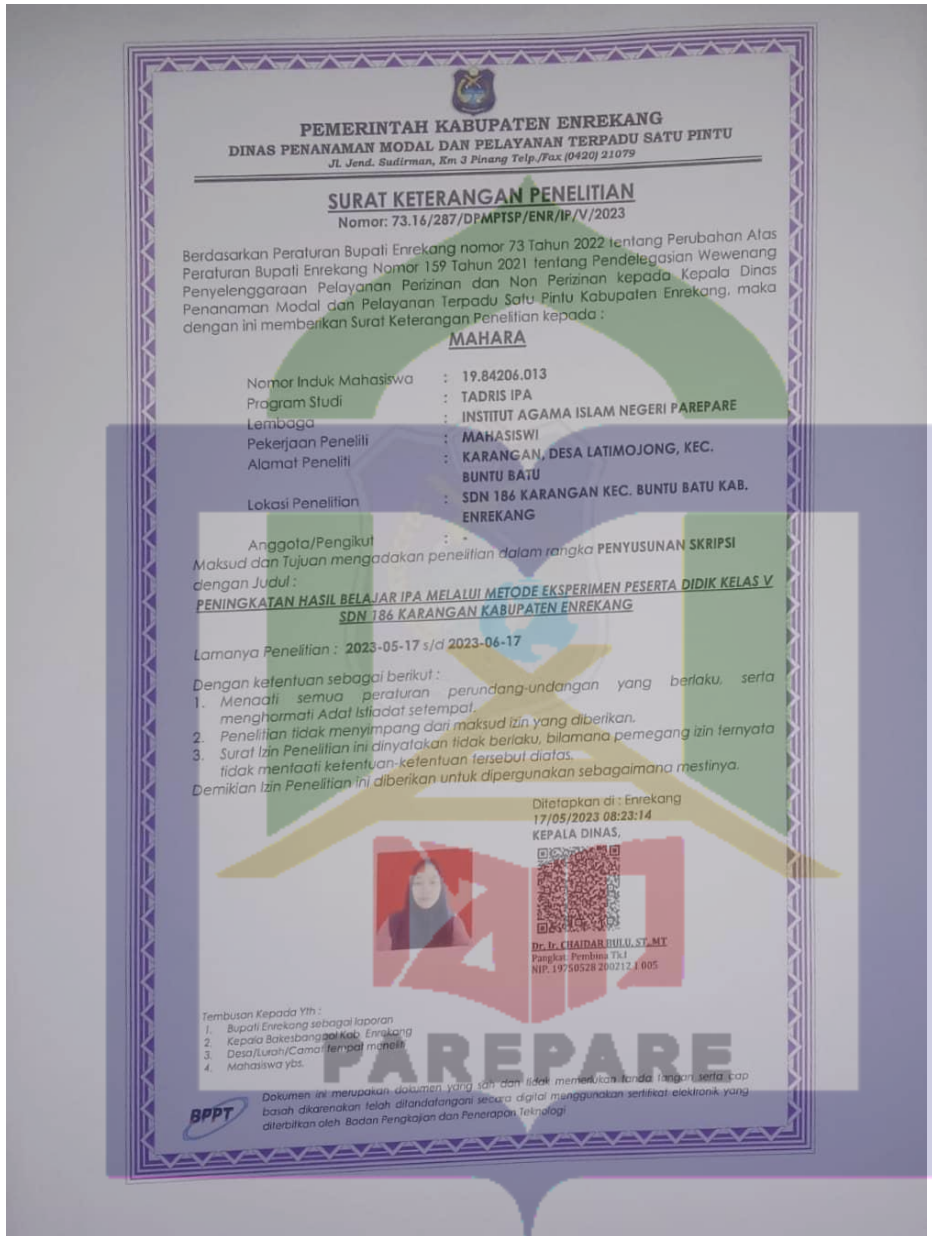 PEMERINTAH KABUPATEN ENREKANG
DINAS PENANAMAN MODAL DAN PELAYANAN TERPADU SATU PINTU
Jl. Jend. Sudirman, Km 3 Pinang Telp./Fax (0420) 21079
SURAT KETERANGAN PENELITIAN
Nomor: 73.16/287/DPMPTSP/ENR/IP/V/2023
Berdasarkan Peraturan Bupati Enrekang nomor 73 Tahun 2022 tentang Perubahan Atas
Peraturan Bupati Enrekang Nomor 159 Tahun 2021 tentang Pendelegasian Wewenang
Penyelenggaraan Pelayanan Perizinan dan Non Perizinan kepada Kepala Dinas
Penanaman Modal dan Pelayanan Terpadu Satu Pintu Kabupaten Enrekang, maka
dengan ini memberikan Surat Keterangan Penelitian kepada :
MAHARA
Nomor Induk Mahasiswa : 19.84206.013
Program Studi : TADRIS IPA
Lembaga : INSTITUT AGAMA ISLAM NEGERI PAREPARE
Pekerjaan Peneliti : MAHASISWI
Alamat Peneliti : KARANGAN, DESA LATIMOJONG, KEC.
BUNTU BATU
Lokasi Penelitian : SDN 186 KARANGAN KEC. BUNTU BATU KAB.
ENREKANG
Anggota/Pengikut : -
Maksud dan Tujuan mengadakan penelitian dalam rangka PENYUSUNAN SKRIPSI
dengan Judul :
PENINGKATAN HASIL BELAJAR IPA MELALUI METODE EKSPERIMEN PESERTA DIDIK KELAS V
SDN 186 KARANGAN KABUPATEN ENREKANG
Lamanya Penelitian : 2023-05-17 s/d 2023-06-17
Dengan ketentuan sebagai berikut :
1. Menaati semua peraturan perundang-undangan yang berlaku, serta
menghormati Adat Istiadat setempat.
2. Penelitian tidak menyimpang dari maksud izin yang diberikan.
3. Surat Izin Penelitian ini dinyatakan tidak berlaku, bilamana pemegang izin ternyata
tidak mentaati ketentuan-ketentuan tersebut diatas.
Demikian Izin Penelitian ini diberikan untuk dipergunakan sebagaimana mestinya.
Ditetapkan di : Enrekang
17/05/2023 08:23:14
KEPALA DINAS,
Dr. Ir. CHAIDAR BULU, ST, MT
Pangkat: Pembina Tk.I
NIP. 19750528 200212 1 005
Tembusan Kepada Yth :
1. Bupati Enrekang sebagai laporan
2. Kepala Bakesbangpol Kab. Enrekang
3. Desa/Lurah/Camat tempat meneliti
4. Mahasiswa ybs.
PAREPARE
BPPT
Dokumen ini merupakan dokumen yang sah dan tidak memerlukan tanda tangan serta cap
basah dikarenakan telah ditandatangani secara digital menggunakan sertifikat elektronik yang
diterbitkan oleh Badan Pengkajian dan Penerapan Teknologi